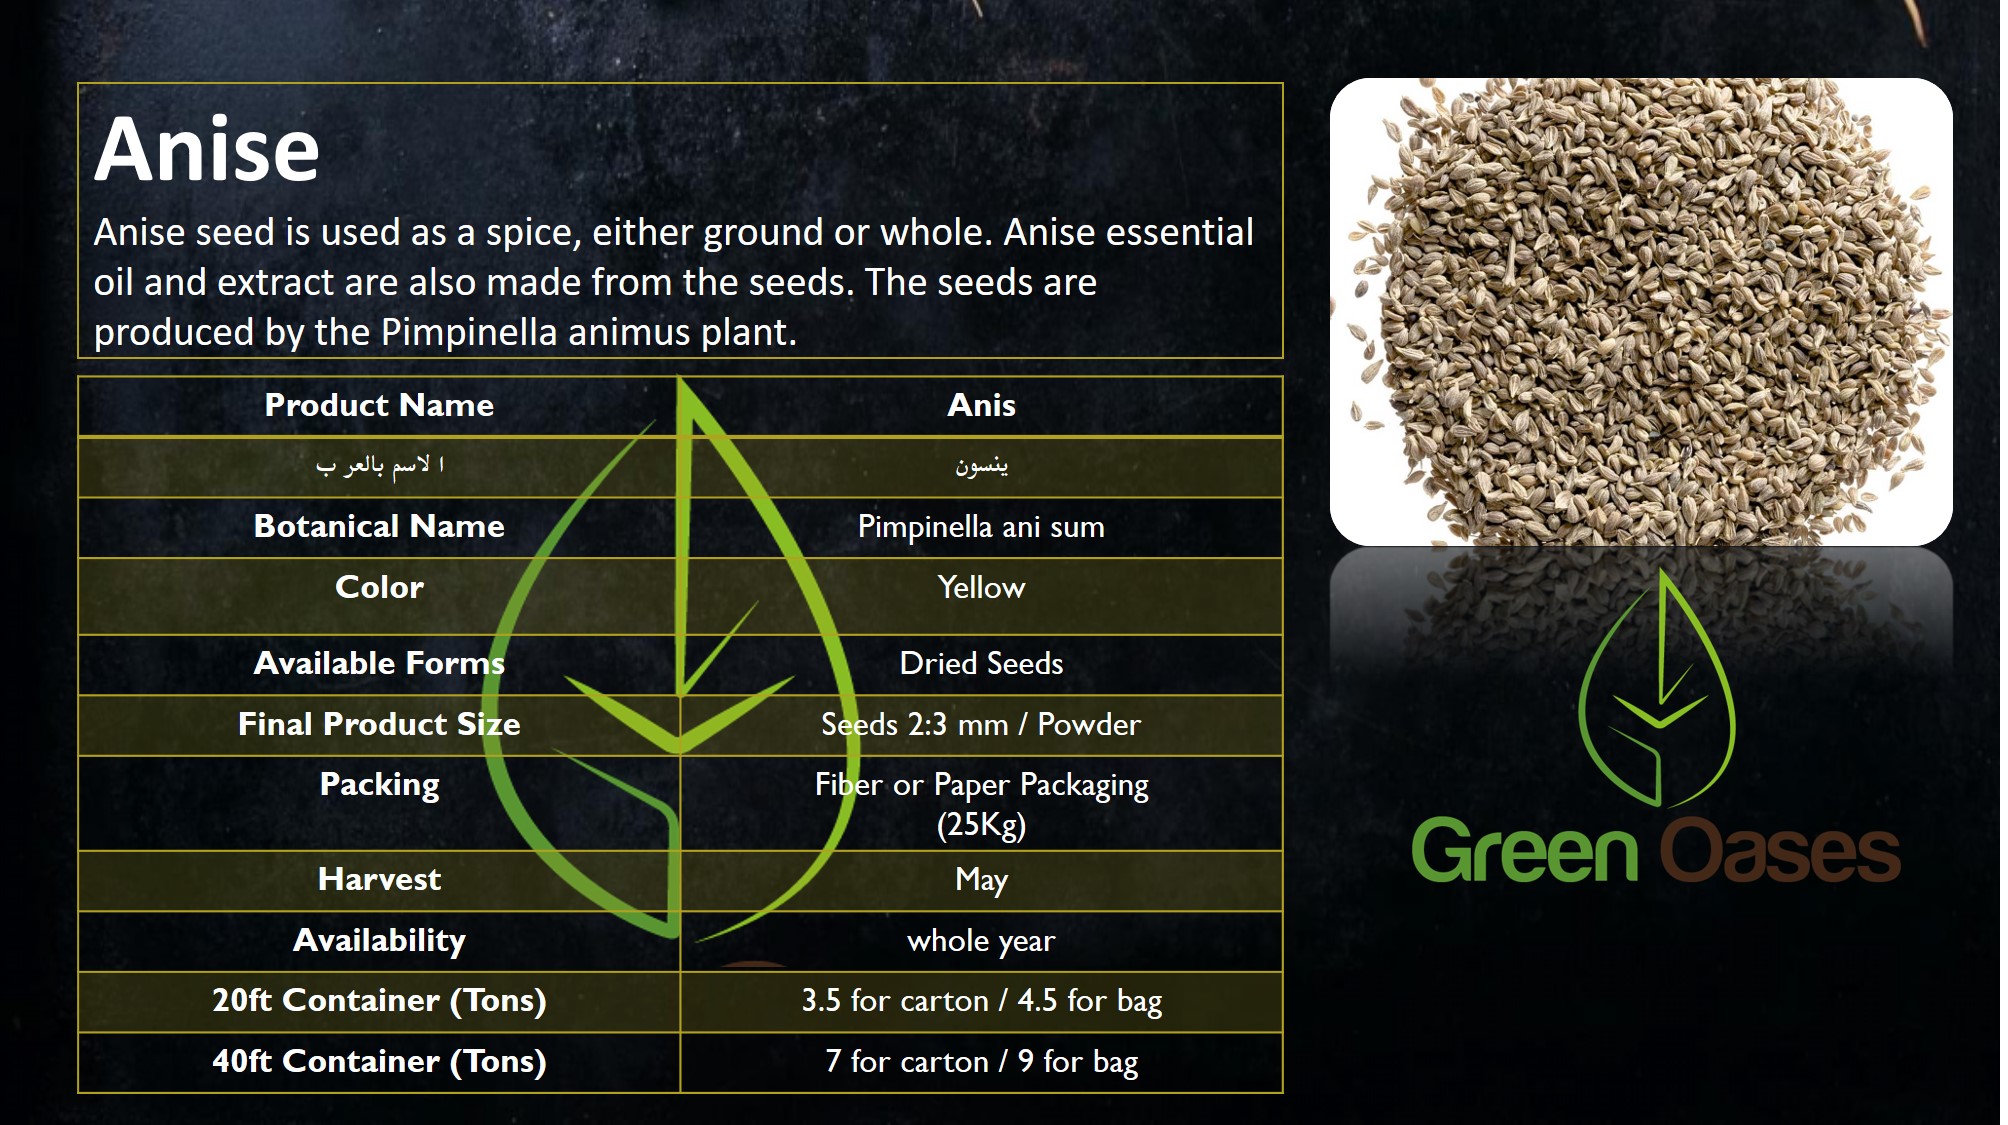 Anise
Anise seed is used as a spice, either ground or whole. Anise essential
oil and extract are also made from the seeds. The seeds are
produced by the Pimpinella animus plant.
Product Name Anis
ا لاسم بالعر ب ينسون
Botanical Name Pimpinella ani sum
Color Yellow
Available Forms Dried Seeds
Final Product Size Seeds 2:3 mm / Powder
Packing Fiber or Paper Packaging
(25Kg)
Harvest May
Availability whole year
20ft Container (Tons) 3.5 for carton / 4.5 for bag
40ft Container (Tons) 7 for carton / 9 for bag
Green Oases